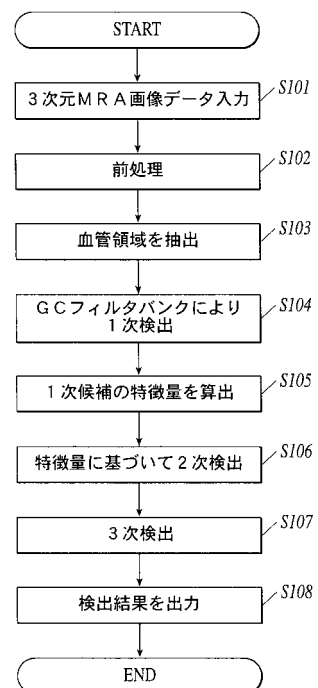 START
3次元MRA画像データ入力
S101
前処理
S102
血管領域を抽出
S103
GCフィルタバンクにより
1次検出
S104
1次候補の特徴量を算出
S105
特徴量に基づいて2次検出
S106
3次検出
S107
検出結果を出力
S108
END